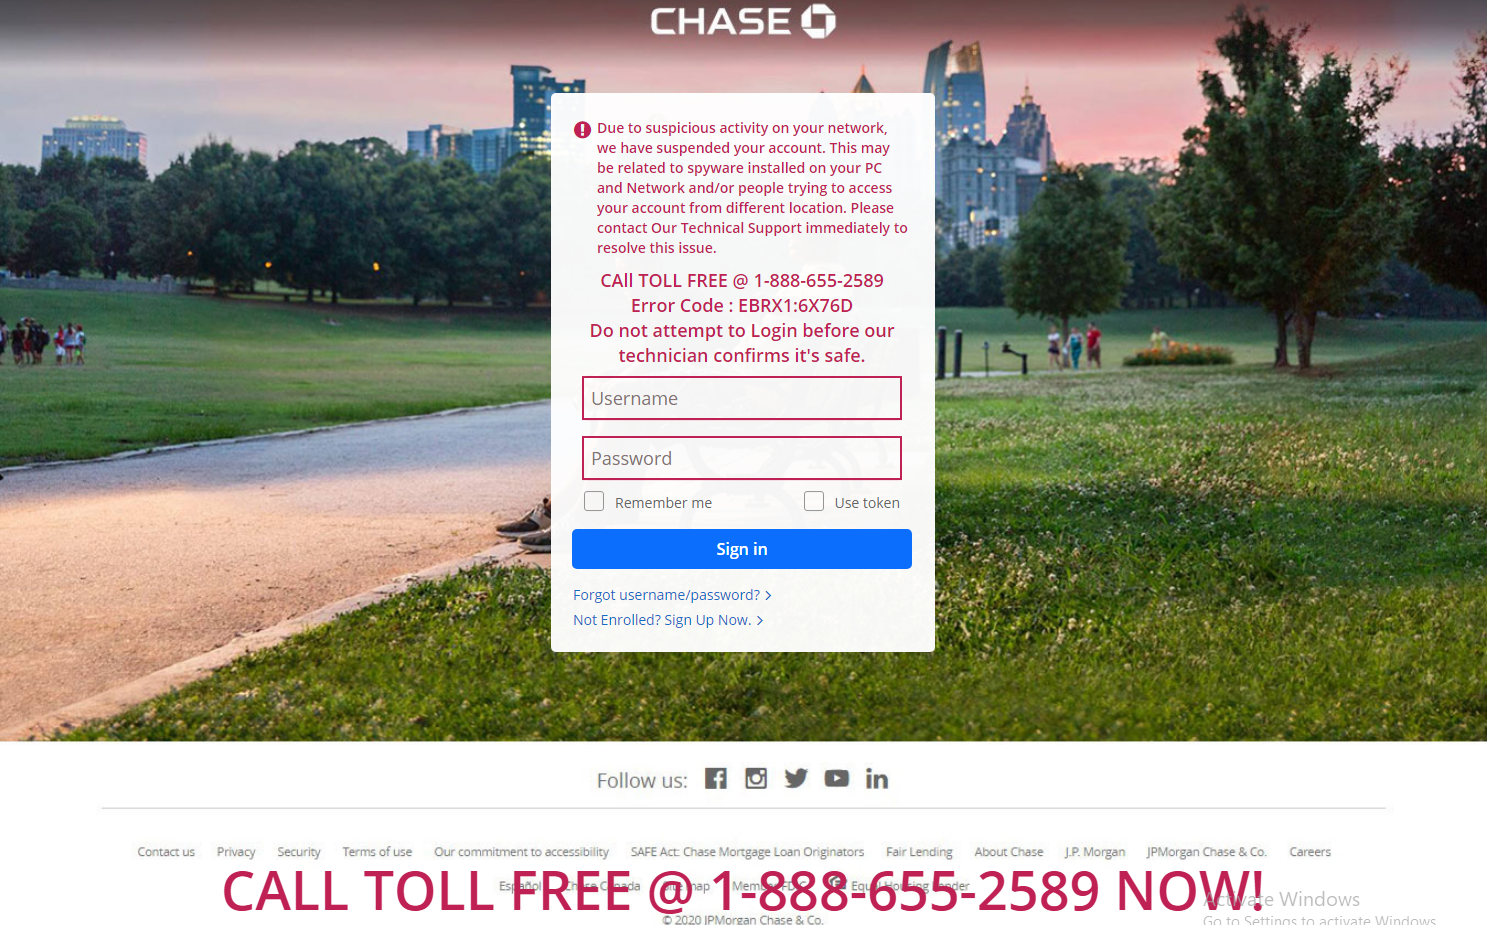 CHASE
Due to suspicious activity on your network,
we have suspended your account. This may
be related to spyware installed on your PC
and Network and/or people trying to access
your account from different location. Please
contact Our Technical Support immediately to
resolve this issue.
CAll TOLL FREE @ 1-888-655-2589
Error Code : EBRX1:6X76D
Do not attempt to Login before our
technician confirms it's safe.
Username
Password
Remember me Use token
Sign in
Forgot username/password?
Not Enrolled? Sign Up Now.
Follow us:
Contact us Privacy Security Terms of use Our commitment to accessibility SAFE Act: Chase Mortgage Loan Originators Fair Lending About Chase J.P. Morgan JPMorgan Chase & Co. Careers
Español Chase Canada Site map Member FDIC Equal Housing Lender
CALL TOLL FREE @ 1-888-655-2589 NOW!
© 2020 JPMorgan Chase & Co.
Activate Windows
Go to Settings to activate Windows.